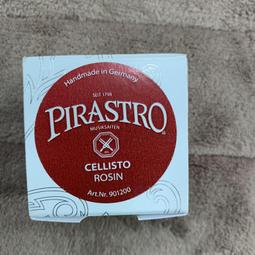 Handmade in Germany
SEIT 1798
PIRASTRO®
MUSIKSAITEN
CELLISTO
ROSIN
Art.Nr. 901200